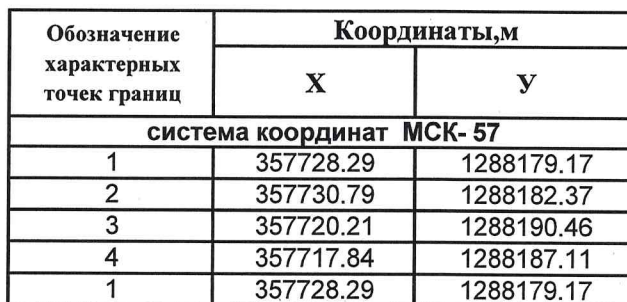 Обозначение
характерных
точек границ
Координаты,м
X
У
система координат МСК- 57
1 357728.29 1288179.17
2 357730.79 1288182.37
3 357720.21 1288190.46
4 357717.84 1288187.11
1 357728.29 1288179.17